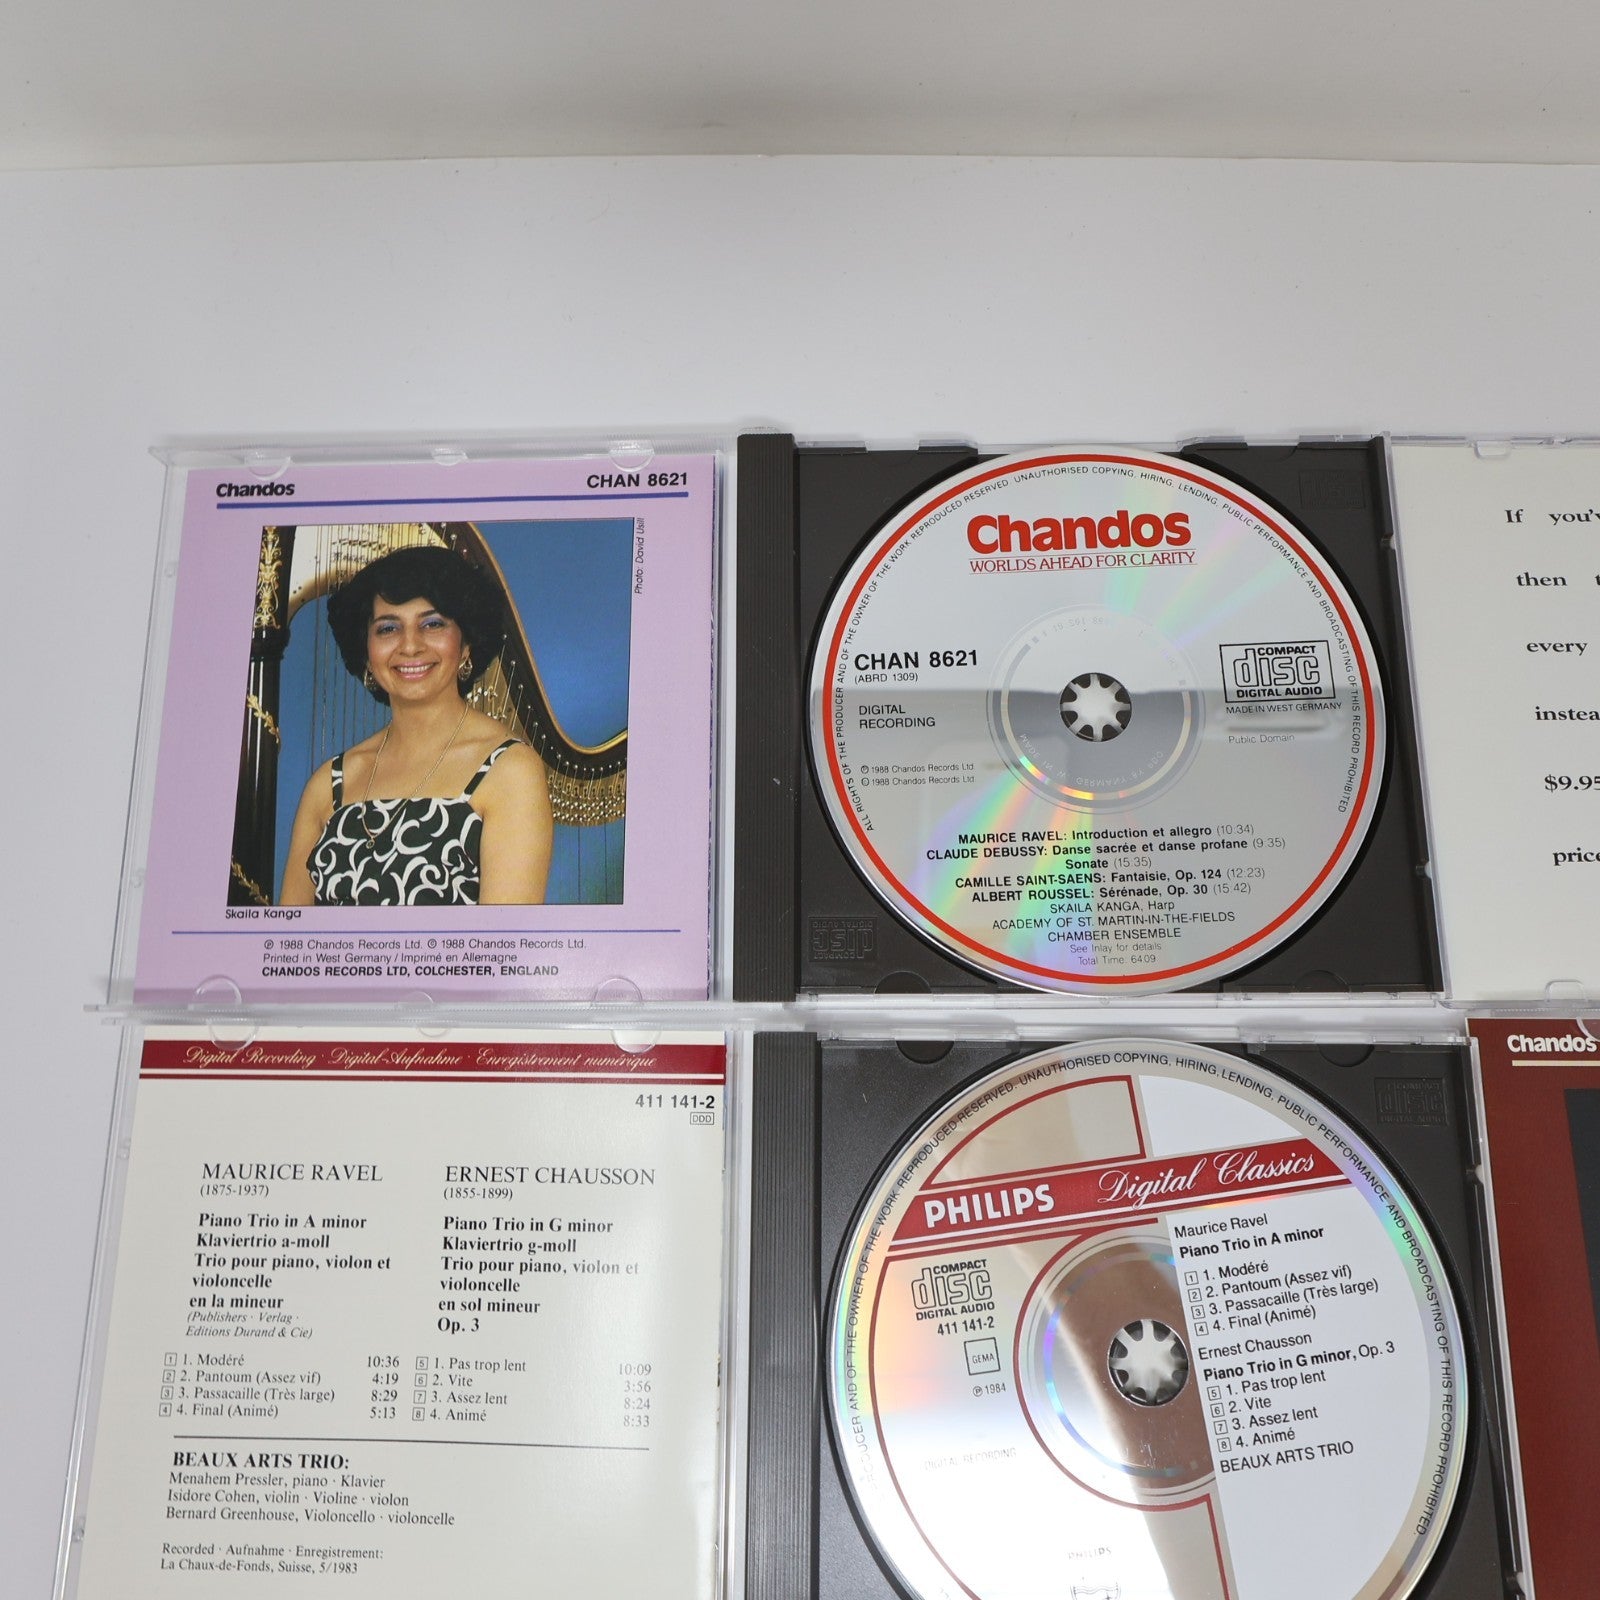 Chandos
CHAN 8621
Photo: David Usill
Skaila Kanga
℗ 1988 Chandos Records Ltd. © 1988 Chandos Records Ltd.
Printed in West Germany / Imprimé en Allemagne
CHANDOS RECORDS LTD, COLCHESTER, ENGLAND
ALL RIGHTS OF THE PRODUCER AND OF THE OWNER OF THE WORK REPRODUCED RESERVED. UNAUTHORISED COPYING, HIRING, LENDING, PUBLIC PERFORMANCE AND BROADCASTING OF THIS RECORD PROHIBITED
Chandos
WORLDS AHEAD FOR CLARITY
CHAN 8621
(ABRD 1309)
DIGITAL
RECORDING
℗ 1988 Chandos Records Ltd.
© 1988 Chandos Records Ltd.
COMPACT
disc
DIGITAL AUDIO
MADE IN WEST GERMANY
Public Domain
MADE IN W. GERMANY BY PDO
MAURICE RAVEL: Introduction et allegro (10:34)
CLAUDE DEBUSSY: Danse sacrée et danse profane (9:35)
Sonate (15:35)
CAMILLE SAINT-SAENS: Fantaisie, Op. 124 (12:23)
ALBERT ROUSSEL: Sérénade, Op. 30 (15:42)
SKAILA KANGA, Harp
ACADEMY OF ST. MARTIN-IN-THE-FIELDS
CHAMBER ENSEMBLE
See Inlay for details
Total Time: 64:09
COMPACT
disc
DIGITAL AUDIO
If you'v
then t
every
instea
$9.95
price
Digital Recording · Digital-Aufnahme · Enregistrement numérique
411 141-2
DDD
MAURICE RAVEL
(1875-1937)
Piano Trio in A minor
Klaviertrio a-moll
Trio pour piano, violon et
violoncelle
en la mineur
(Publishers · Verlag ·
Editions Durand & Cie)
1 1. Modéré 10:36
2 2. Pantoum (Assez vif) 4:19
3 3. Passacaille (Très large) 8:29
4 4. Final (Animé) 5:13
ERNEST CHAUSSON
(1855-1899)
Piano Trio in G minor
Klaviertrio g-moll
Trio pour piano, violon et
violoncelle
en sol mineur
Op. 3
5 1. Pas trop lent 10:09
6 2. Vite 3:56
7 3. Assez lent 8:24
8 4. Animé 8:33
BEAUX ARTS TRIO:
Menahem Pressler, piano · Klavier
Isidore Cohen, violin · Violine · violon
Bernard Greenhouse, Violoncello · violoncelle
Recorded · Aufnahme · Enregistrement:
La Chaux-de-Fonds, Suisse, 5/1983
PRODUCER AND OF THE OWNER OF THE WORK REPRODUCED RESERVED. UNAUTHORISED COPYING, HIRING, LENDING, PUBLIC PERFORMANCE AND BROADCASTING OF THIS RECORD PROHIBITED.
PHILIPS Digital Classics
COMPACT
disc
DIGITAL AUDIO
411 141-2
GEMA
℗ 1984
DIGITAL RECORDING
Maurice Ravel
Piano Trio in A minor
1 1. Modéré
2 2. Pantoum (Assez vif)
3 3. Passacaille (Très large)
4 4. Final (Animé)
Ernest Chausson
Piano Trio in G minor, Op. 3
5 1. Pas trop lent
6 2. Vite
7 3. Assez lent
8 4. Animé
BEAUX ARTS TRIO
PHILIPS
COMPACT
disc
DIGITAL AUDIO
Chandos